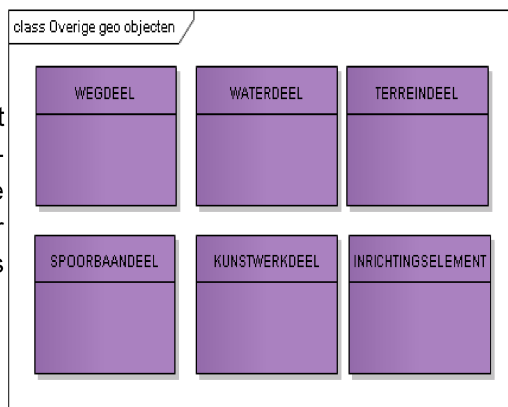 class Overige geo objecten
WEGDEEL WATERDEEL TERREINDEEL
t
-
e
-
s
SPOORBAANDEEL KUNSTWERKDEEL INRICHTINGSELEMENT